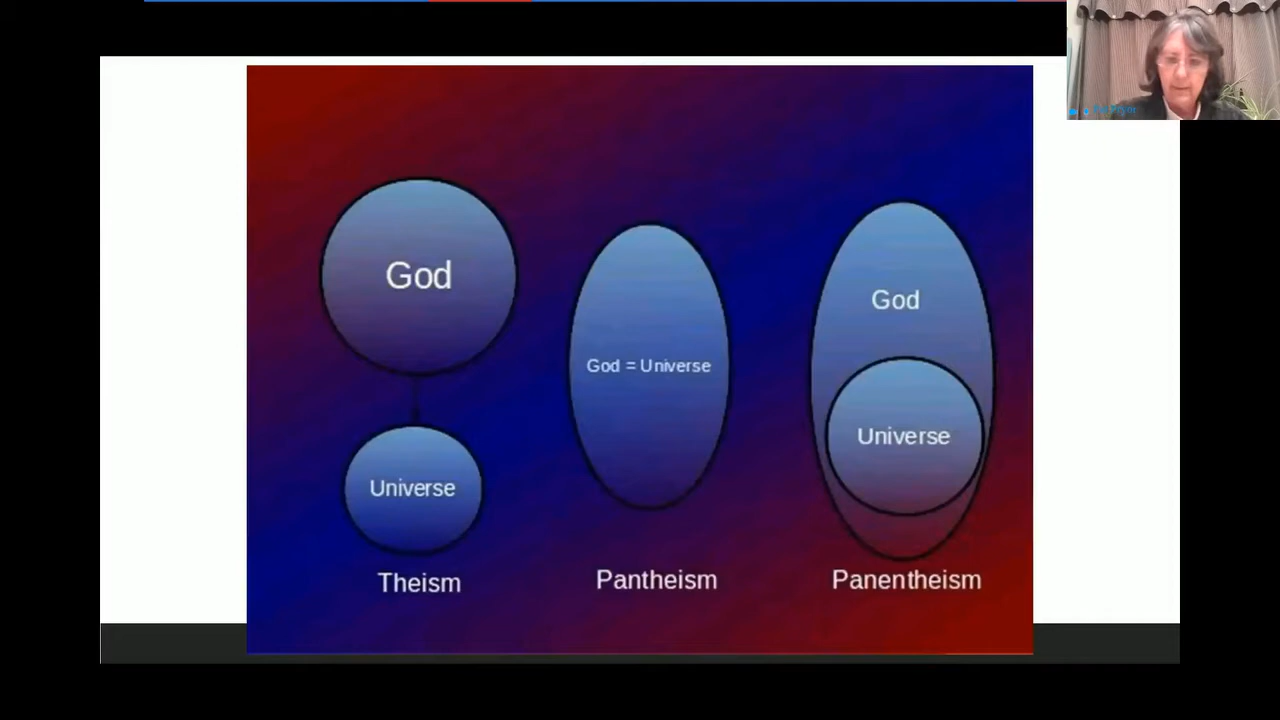 God
God = Universe
God
Universe
Universe
Theism
Pantheism
Panentheism